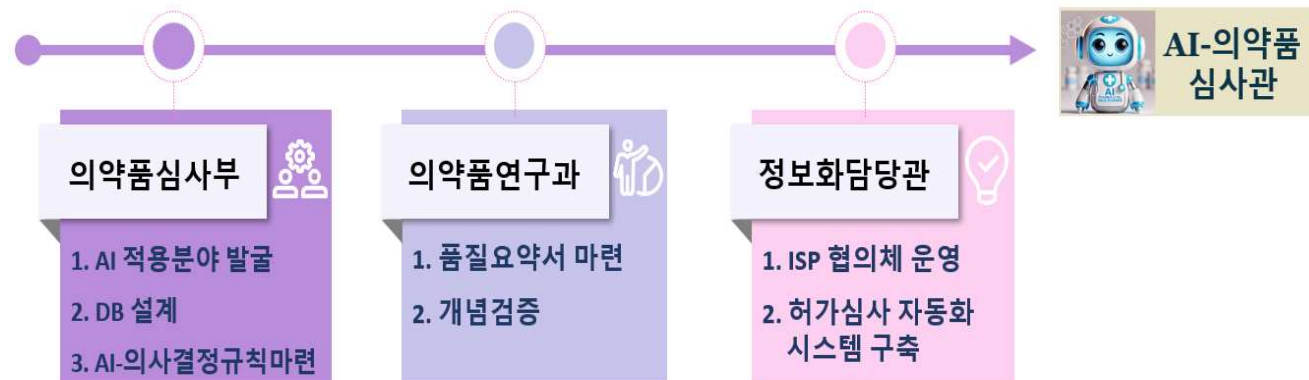 AI-의약품
심사관
의약품심사부
1. AI 적용분야 발굴
2. DB 설계
3. AI-의사결정규칙마련
의약품연구과
1. 품질요약서 마련
2. 개념검증
정보화담당관
1. ISP 협의체 운영
2. 허가심사 자동화
시스템 구축